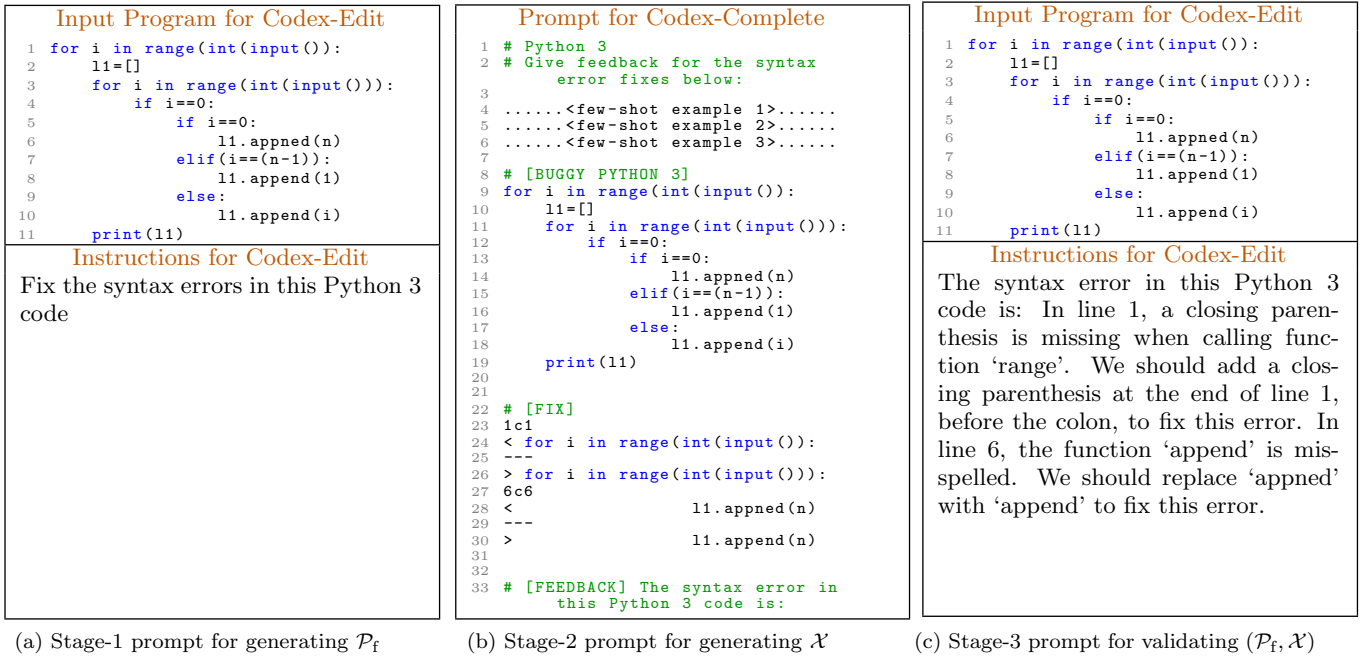 Input Program for Codex-Edit
1 for i in range(int(input()):
2     l1=[]
3     for i in range(int(input())):
4         if i==0:
5             if i==0:
6                 l1.appned(n)
7             elif(i==(n-1)):
8                 l1.append(1)
9             else:
10                 l1.append(i)
11     print(l1)
Instructions for Codex-Edit
Fix the syntax errors in this Python 3
code
(a) Stage-1 prompt for generating 𝒫f
Prompt for Codex-Complete
1 # Python 3
2 # Give feedback for the syntax
error fixes below:
3
4 ......<few-shot example 1>......
5 ......<few-shot example 2>......
6 ......<few-shot example 3>......
7
8 # [BUGGY PYTHON 3]
9 for i in range(int(input()):
10     l1=[]
11     for i in range(int(input())):
12         if i==0:
13             if i==0:
14                 l1.appned(n)
15             elif(i==(n-1)):
16                 l1.append(1)
17             else:
18                 l1.append(i)
19     print(l1)
20
21
22 # [FIX]
23 1c1
24 < for i in range(int(input()):
25 ---
26 > for i in range(int(input())):
27 6c6
28 <                 l1.appned(n)
29 ---
30 >                 l1.append(n)
31
32
33 # [FEEDBACK] The syntax error in
this Python 3 code is:
(b) Stage-2 prompt for generating 𝒳
Input Program for Codex-Edit
1 for i in range(int(input()):
2     l1=[]
3     for i in range(int(input())):
4         if i==0:
5             if i==0:
6                 l1.appned(n)
7             elif(i==(n-1)):
8                 l1.append(1)
9             else:
10                 l1.append(i)
11     print(l1)
Instructions for Codex-Edit
The syntax error in this Python 3
code is: In line 1, a closing paren-
thesis is missing when calling func-
tion ‘range’. We should add a clos-
ing parenthesis at the end of line 1,
before the colon, to fix this error. In
line 6, the function ‘append’ is mis-
spelled. We should replace ‘appned’
with ‘append’ to fix this error.
(c) Stage-3 prompt for validating (𝒫f, 𝒳)